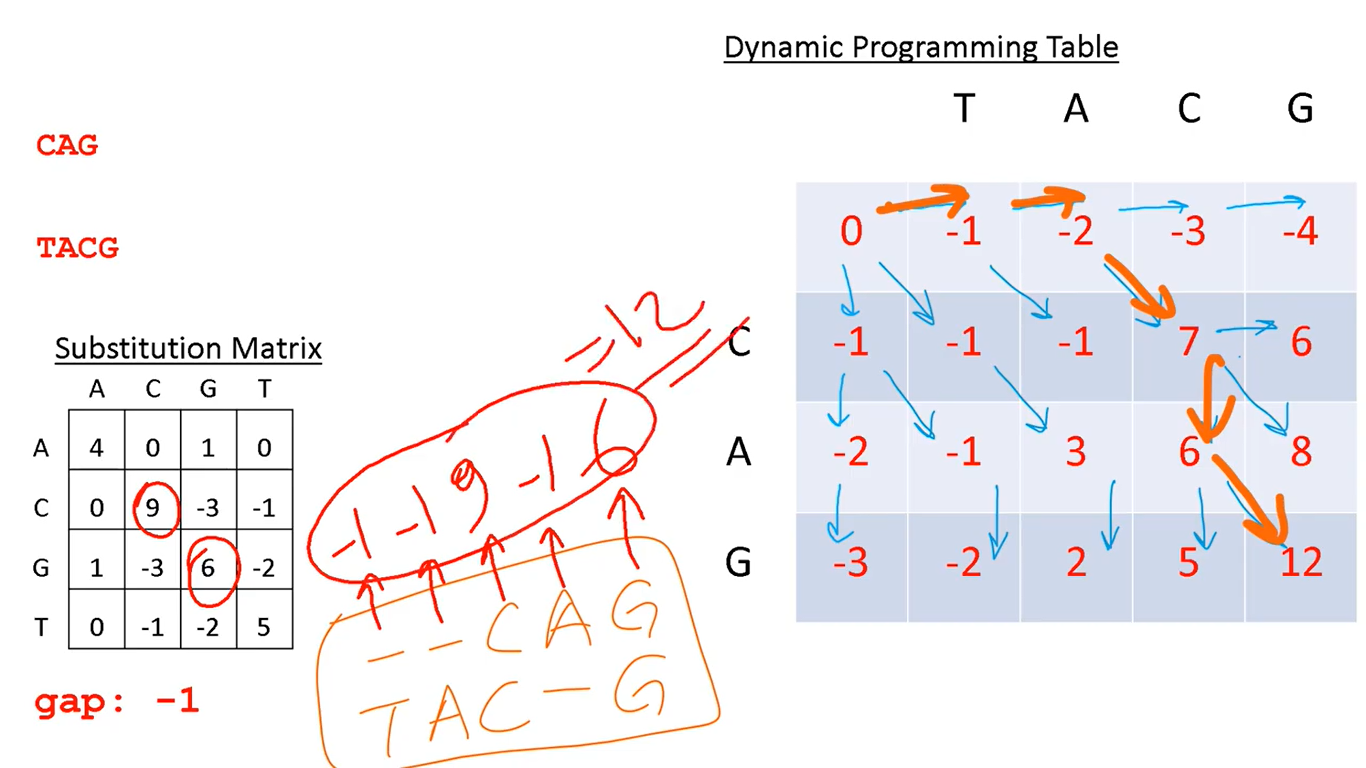 Dynamic Programming Table
T A C G
CAG
TACG
0 -1 -2 -3 -4
C -1 -1 -1 7 6
A -2 -1 3 6 8
G -3 -2 2 5 12
Substitution Matrix
A C G T
A 4 0 1 0
C 0 9 -3 -1
G 1 -3 6 -2
T 0 -1 -2 5
gap: -1
-1 -1 9 -1 6 = 12
– – C A G
T A C – G